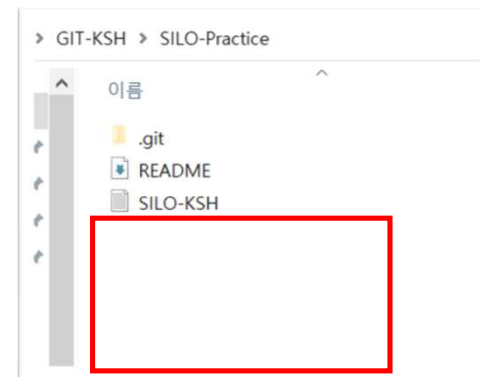 > GIT-KSH > SILO-Practice
이름
.git
README
SILO-KSH